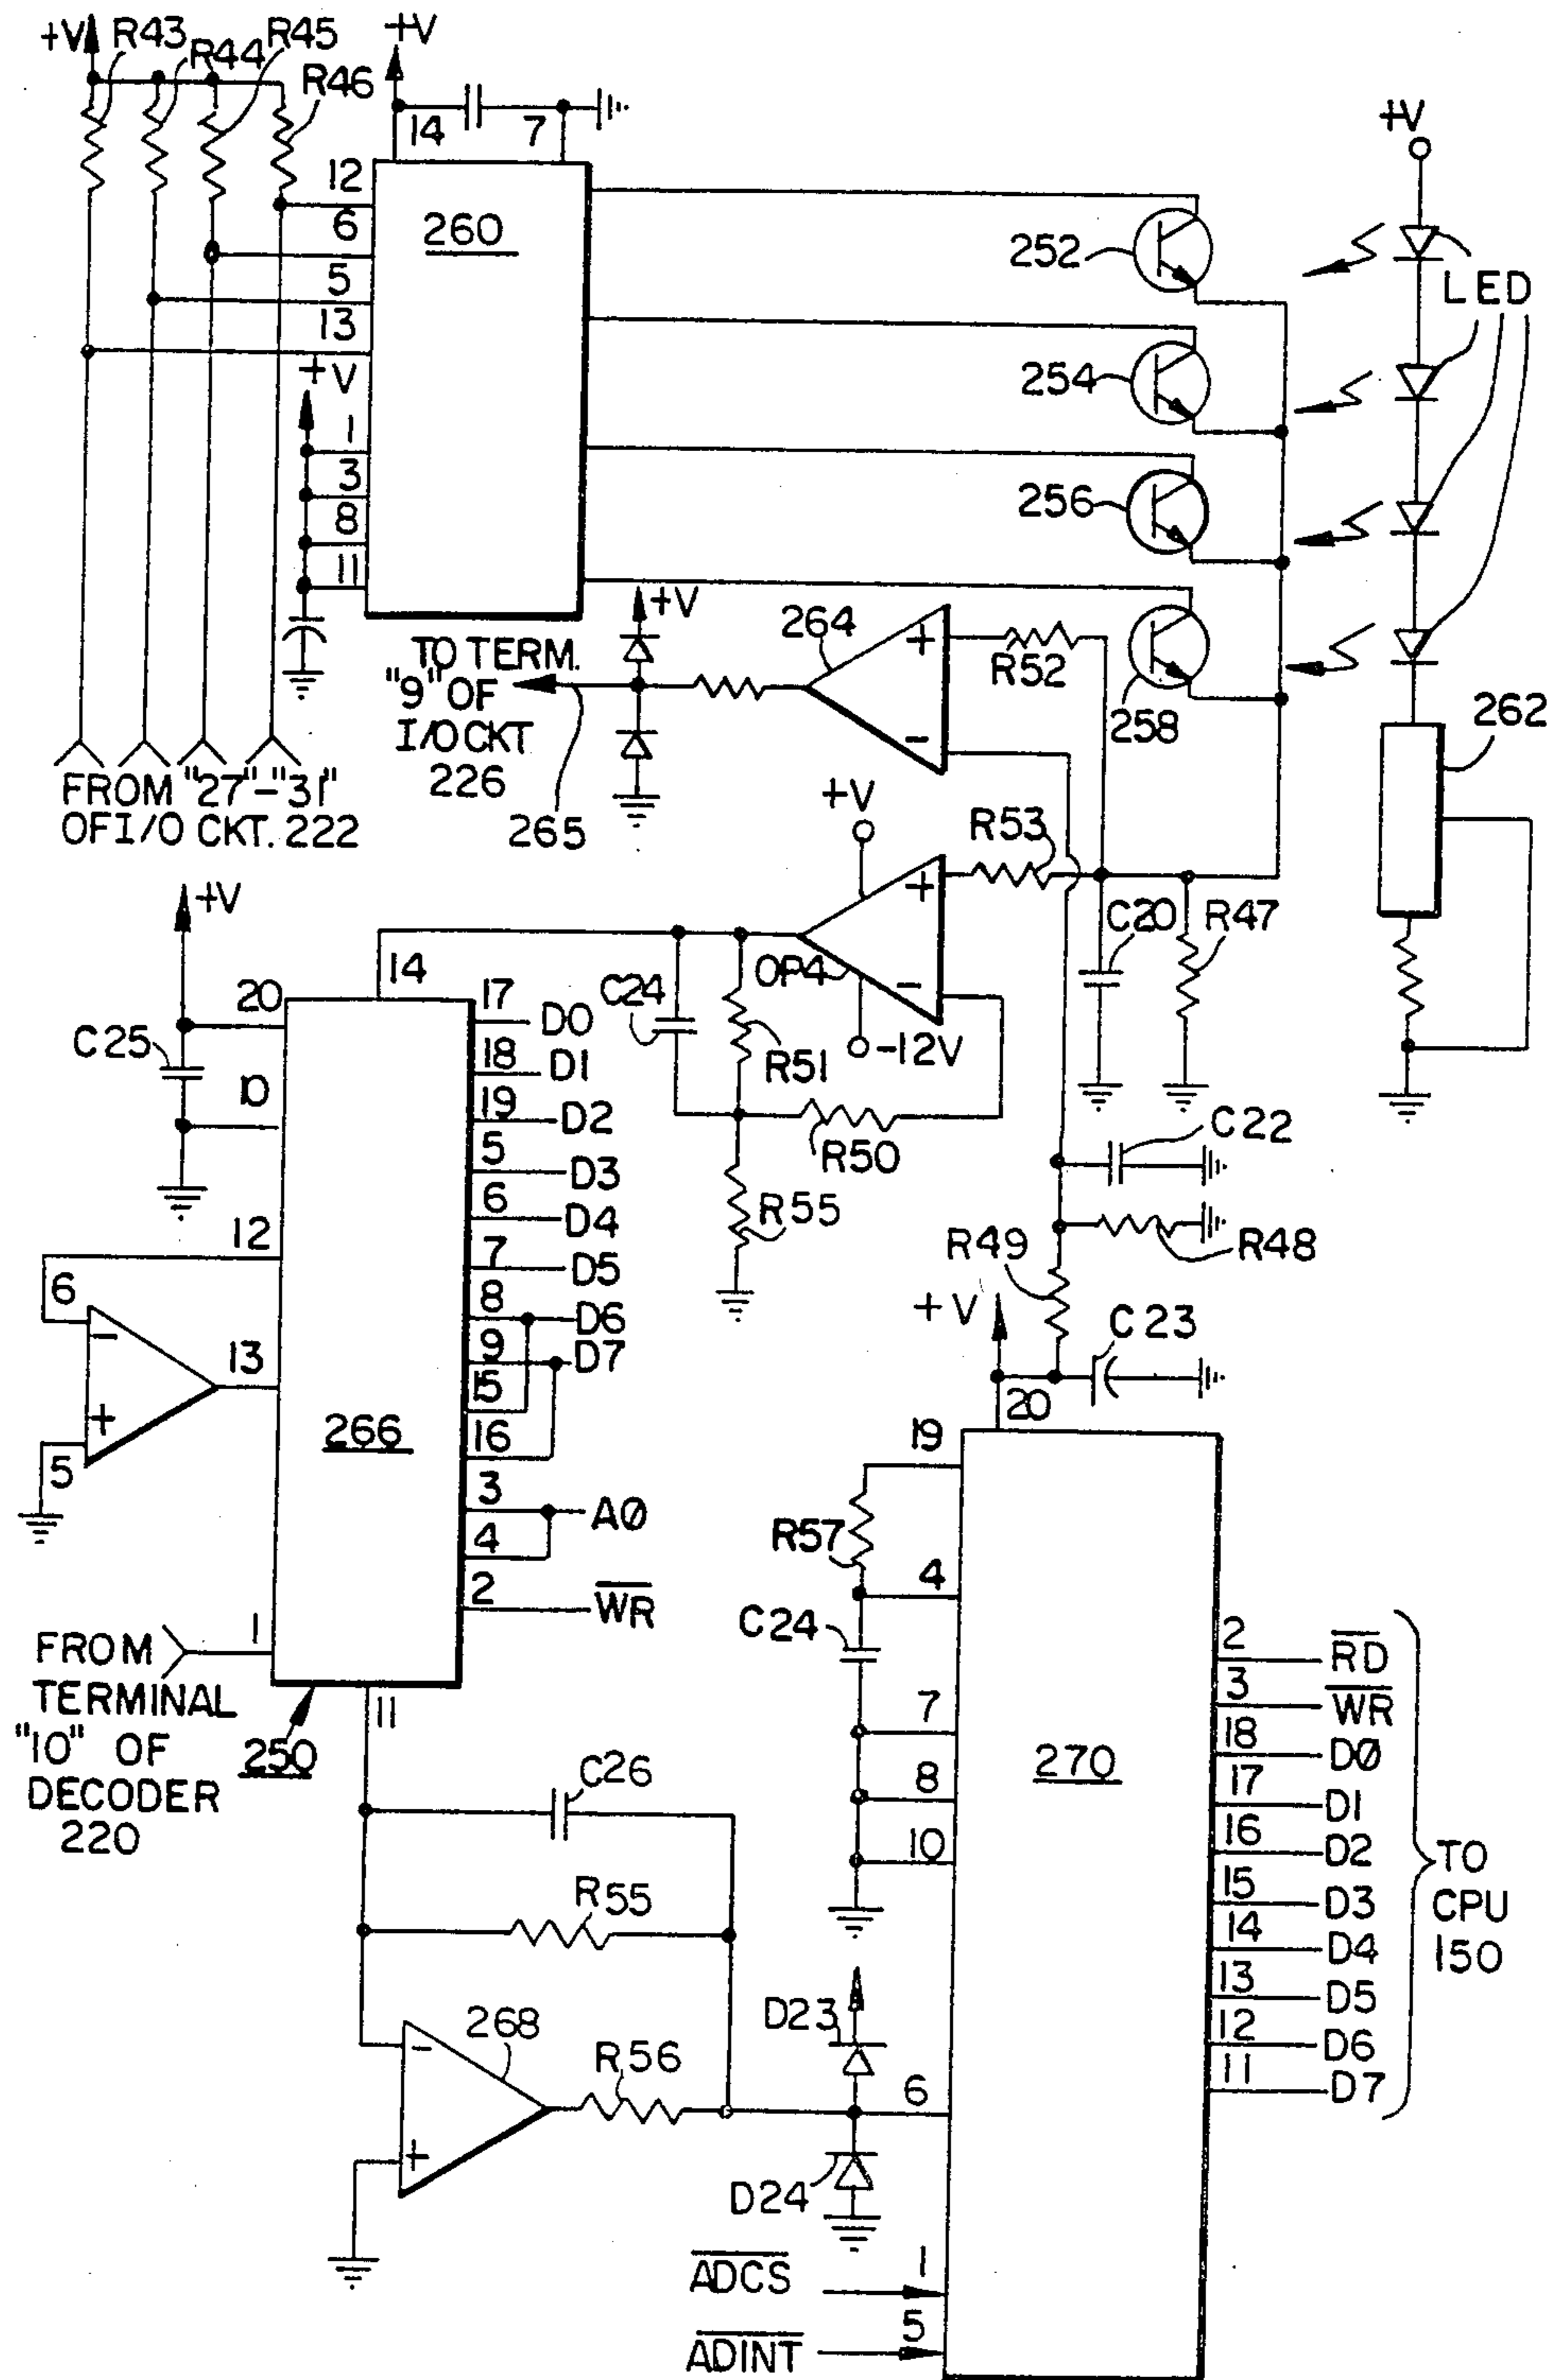 +V R43 R44 R45 R46
+V
14 7
12
6
5
13
+V
1
3
8
11
260
252
254
256
258
+V
LED
262
264
+V
TO TERM.
"9" OF
I/O CKT
226
265
R52
FROM "27"-"31"
OF I/O CKT. 222
+V
R53
OP4
-12V
C20 R47
C24
R51
R50
R55
C22
R48
R49
+V
C23
+V
C25
20
10
14
12
6
5
13
266
17 D0
18 D1
19 D2
5 D3
6 D4
7 D5
8 D6
9 D7
15
16
3 A0
4
2 WR
1
FROM
TERMINAL
"10" OF
DECODER
220
250
11
C26
R55
268
R56
D23
D24
20
19
R57
4
C24
7
8
10
6
270
2 RD
3 WR
18 D0
17 D1
16 D2
15 D3
14 D4
13 D5
12 D6
11 D7
TO
CPU
150
ADCS 1
ADINT 5
+
-
+
-
-
+
-
+